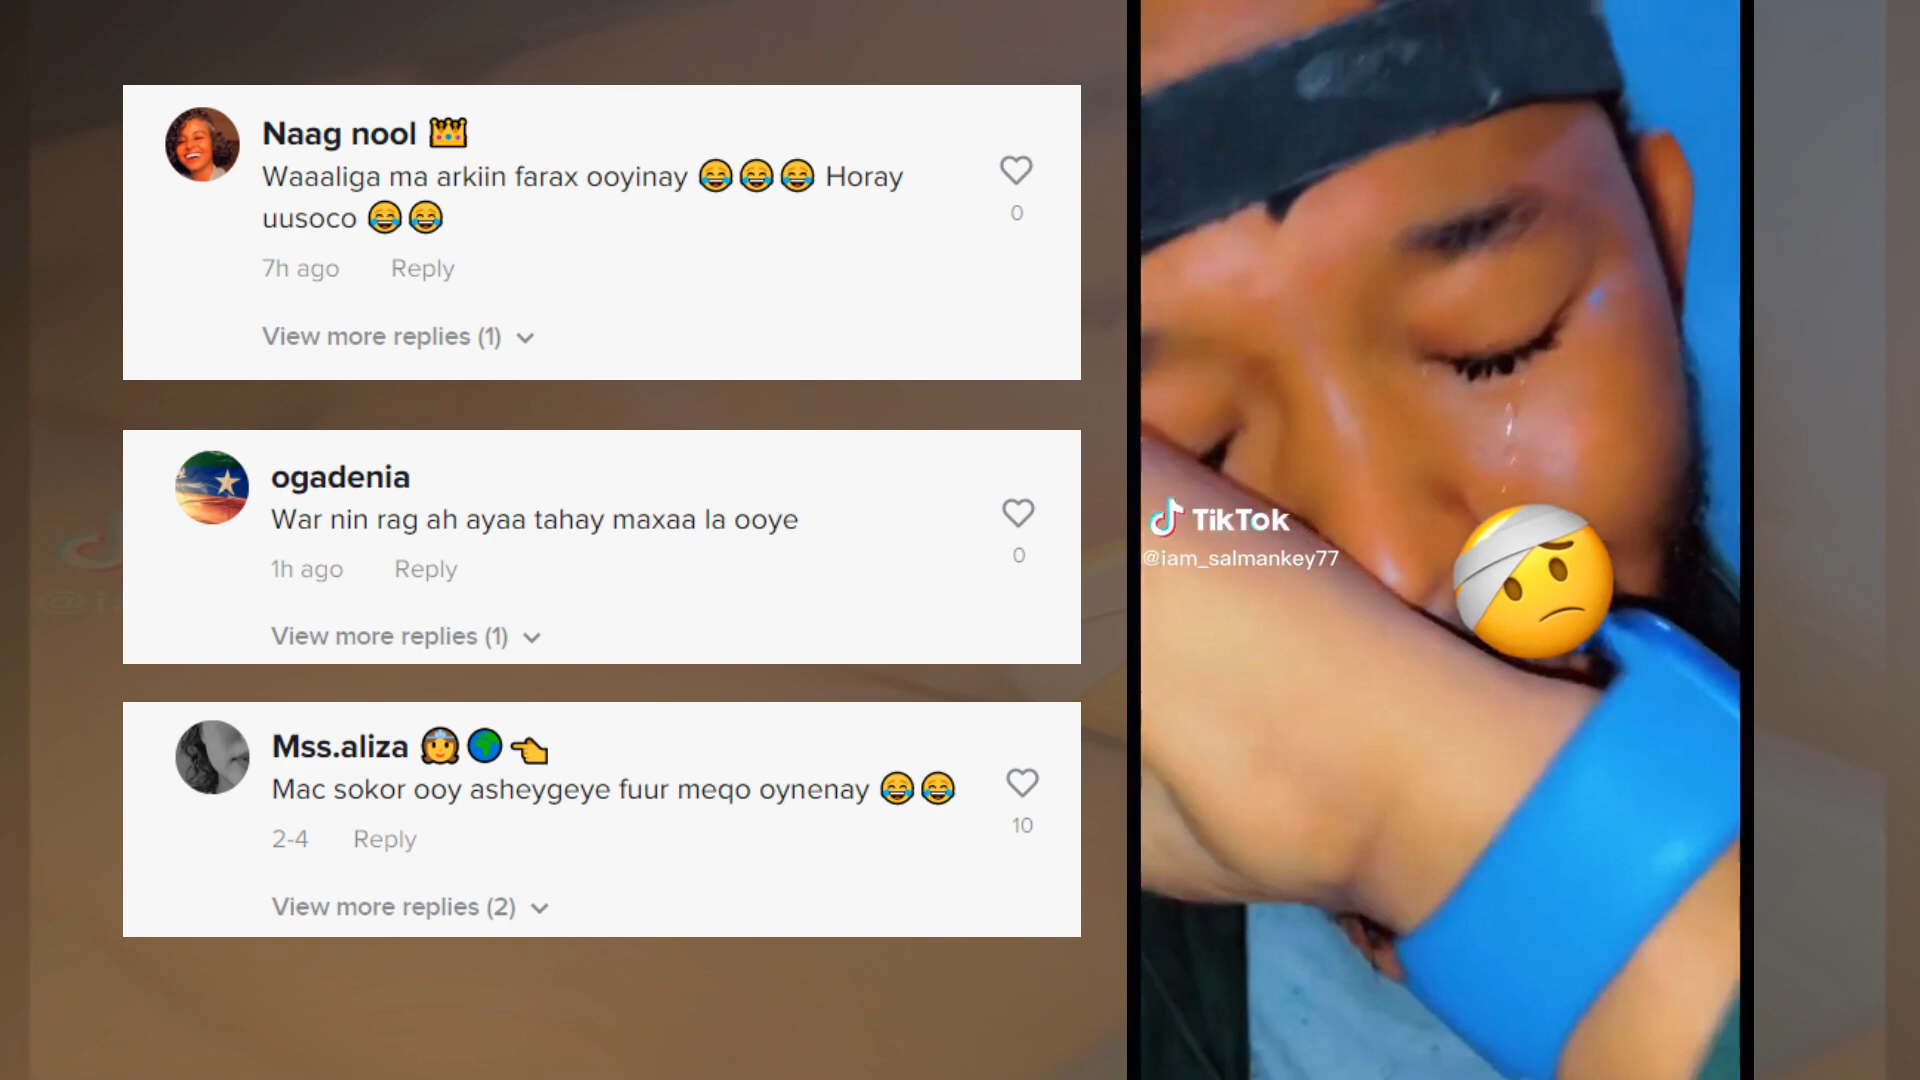 Naag nool 👑
Waaaliga ma arkiin farax ooyinay 😂😂😂 Horay
uusoco 😂😂
0
7h ago Reply
View more replies (1)
ogadenia
War nin rag ah ayaa tahay maxaa la ooye
0
1h ago Reply
View more replies (1)
Mss.aliza 👸🌍👈
Mac sokor ooy asheygeye fuur meqo oynenay 😂😂
10
2-4 Reply
View more replies (2)
TikTok
@iam_salmankey77